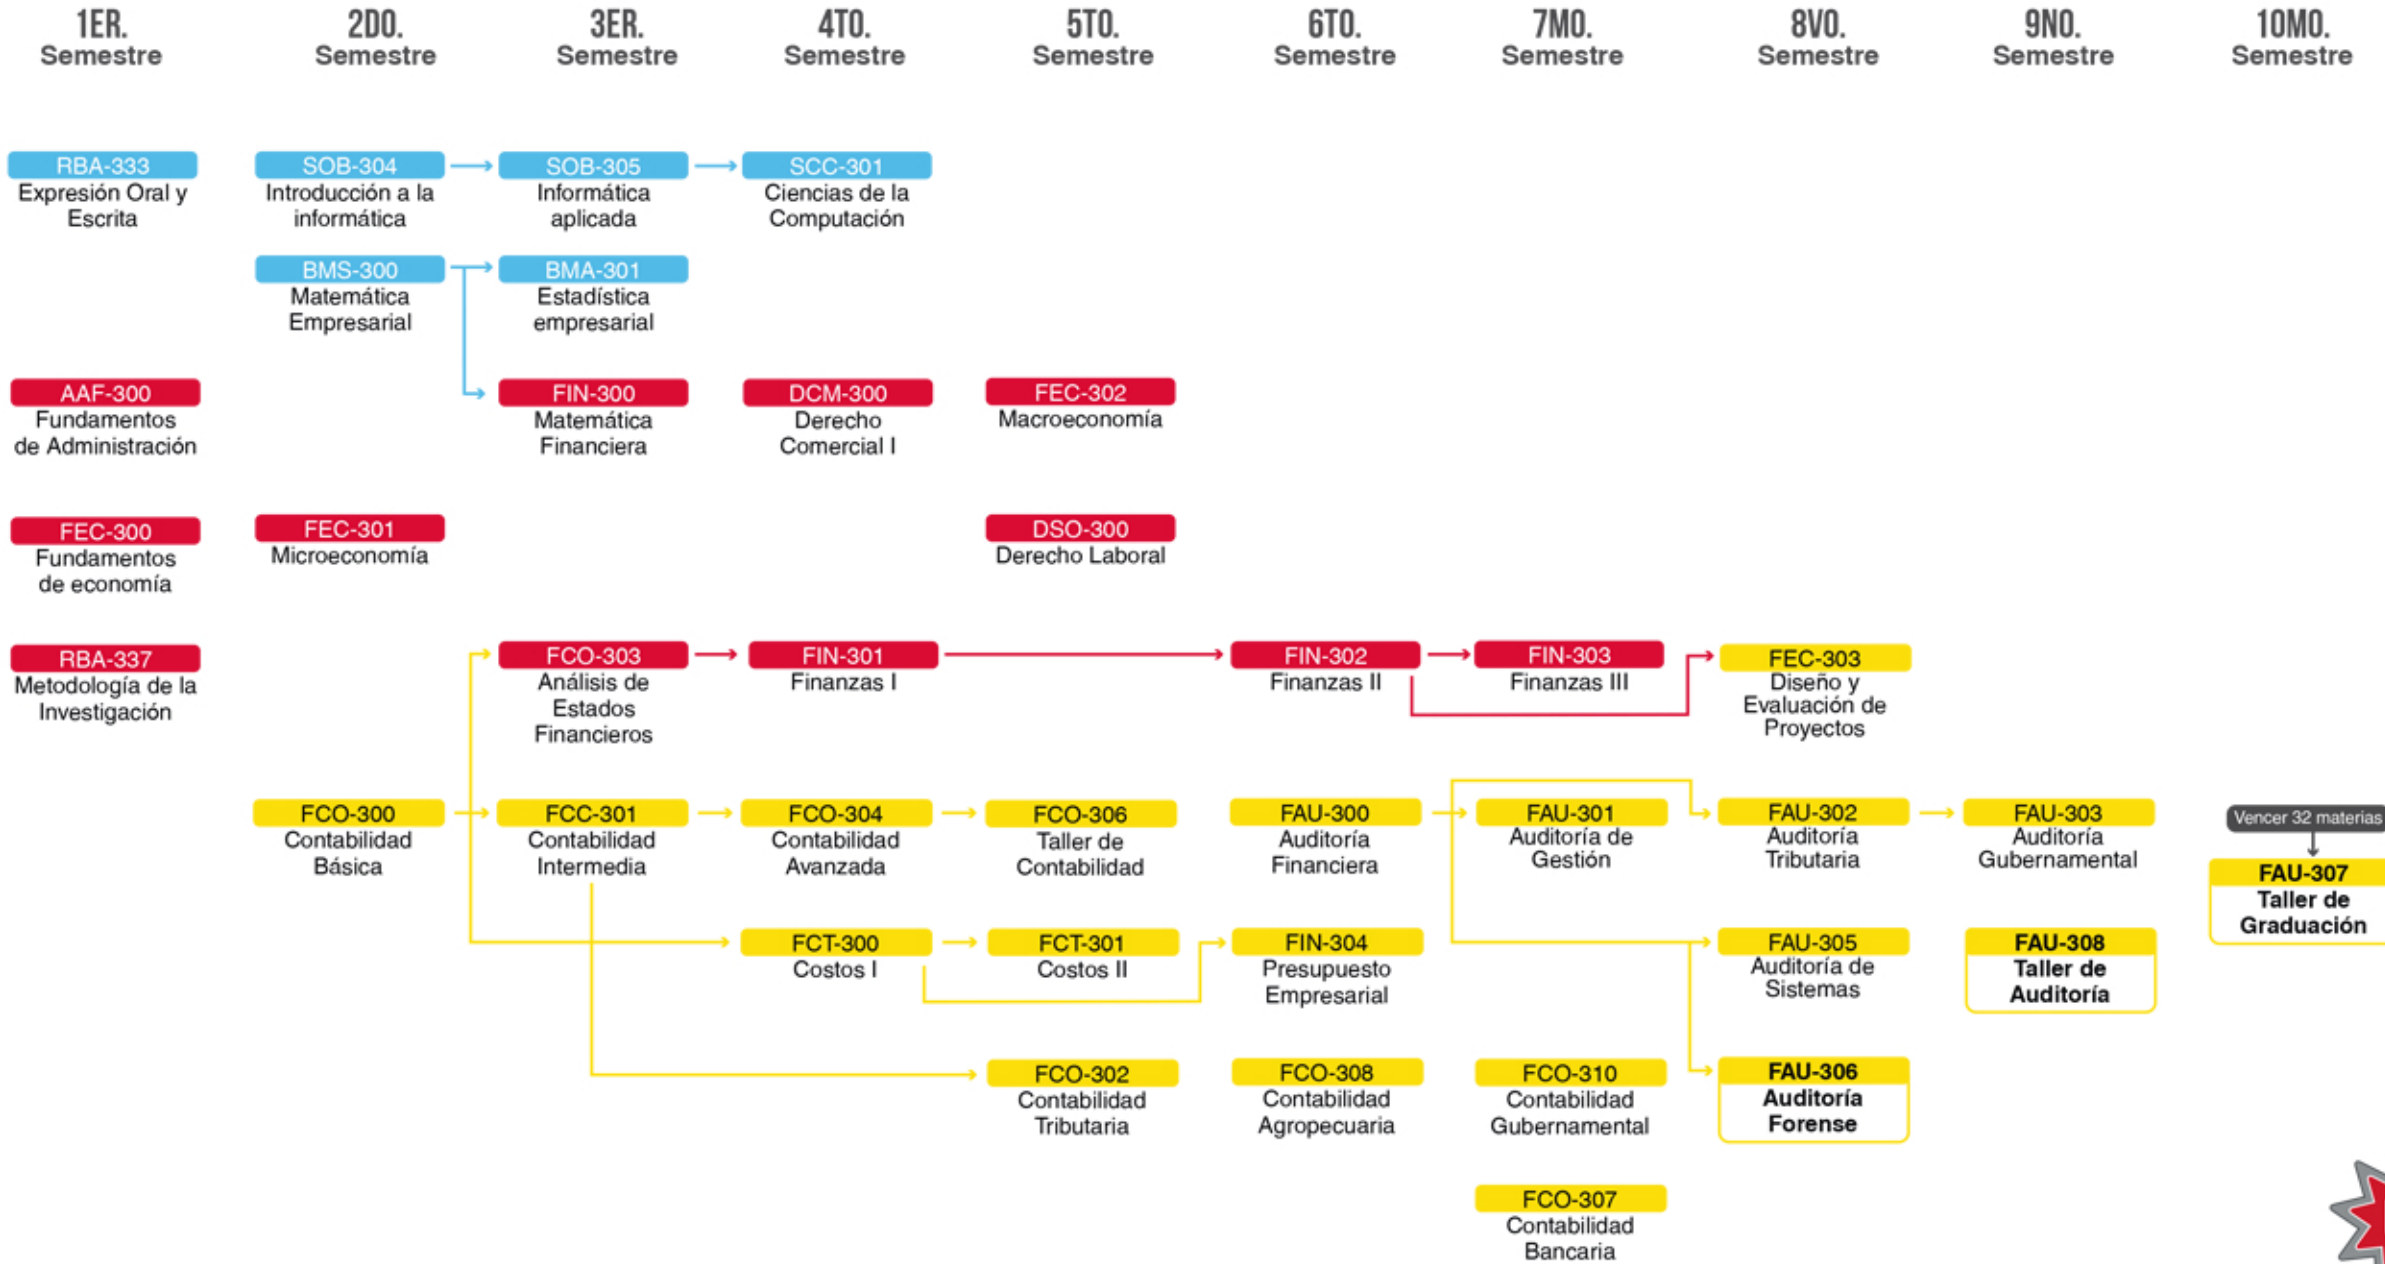 1ER.
Semestre
2DO.
Semestre
3ER.
Semestre
4TO.
Semestre
5TO.
Semestre
6TO.
Semestre
7MO.
Semestre
8VO.
Semestre
9NO.
Semestre
10MO.
Semestre
RBA-333
Expresión Oral y
Escrita
SOB-304
Introducción a la
informática
SOB-305
Informática
aplicada
SCC-301
Ciencias de la
Computación
BMS-300
Matemática
Empresarial
BMA-301
Estadística
empresarial
AAF-300
Fundamentos
de Administración
FIN-300
Matemática
Financiera
DCM-300
Derecho
Comercial I
FEC-302
Macroeconomía
FEC-300
Fundamentos
de economía
FEC-301
Microeconomía
DSO-300
Derecho Laboral
RBA-337
Metodología de la
Investigación
FCO-303
Análisis de
Estados
Financieros
FIN-301
Finanzas I
FIN-302
Finanzas II
FIN-303
Finanzas III
FEC-303
Diseño y
Evaluación de
Proyectos
FCO-300
Contabilidad
Básica
FCC-301
Contabilidad
Intermedia
FCO-304
Contabilidad
Avanzada
FCO-306
Taller de
Contabilidad
FAU-300
Auditoría
Financiera
FAU-301
Auditoría de
Gestión
FAU-302
Auditoría
Tributaria
FAU-303
Auditoría
Gubernamental
Vencer 32 materias
FAU-307
Taller de
Graduación
FCT-300
Costos I
FCT-301
Costos II
FIN-304
Presupuesto
Empresarial
FAU-305
Auditoría de
Sistemas
FAU-308
Taller de
Auditoría
FCO-302
Contabilidad
Tributaria
FCO-308
Contabilidad
Agropecuaria
FCO-310
Contabilidad
Gubernamental
FAU-306
Auditoría
Forense
FCO-307
Contabilidad
Bancaria